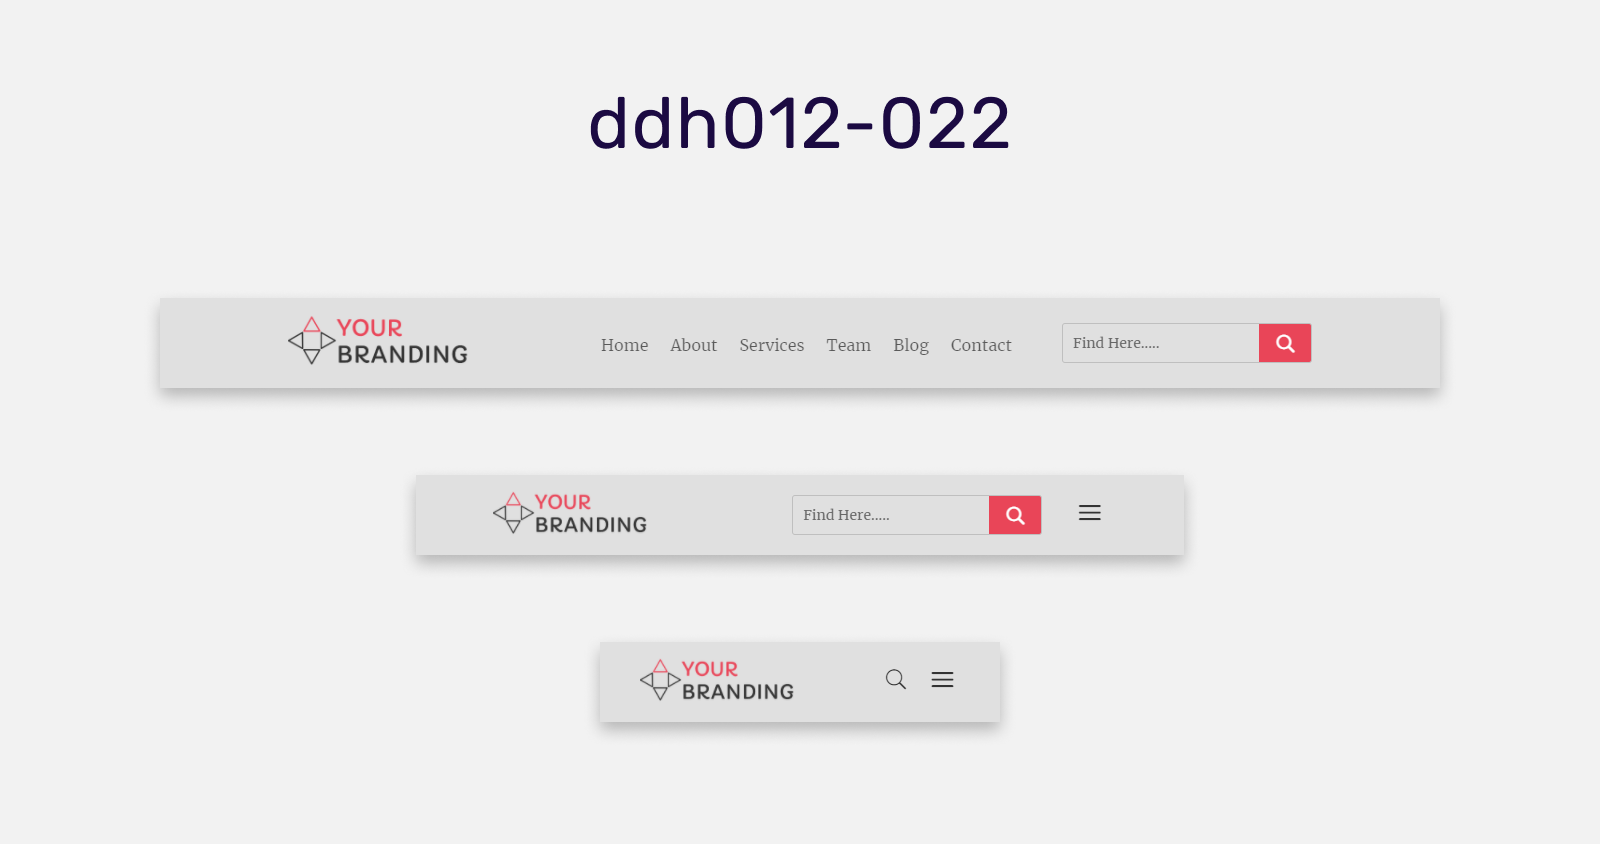 ddh012-022
YOUR
BRANDING
Home About Services Team Blog Contact
Find Here.....
YOUR
BRANDING
Find Here.....
YOUR
BRANDING